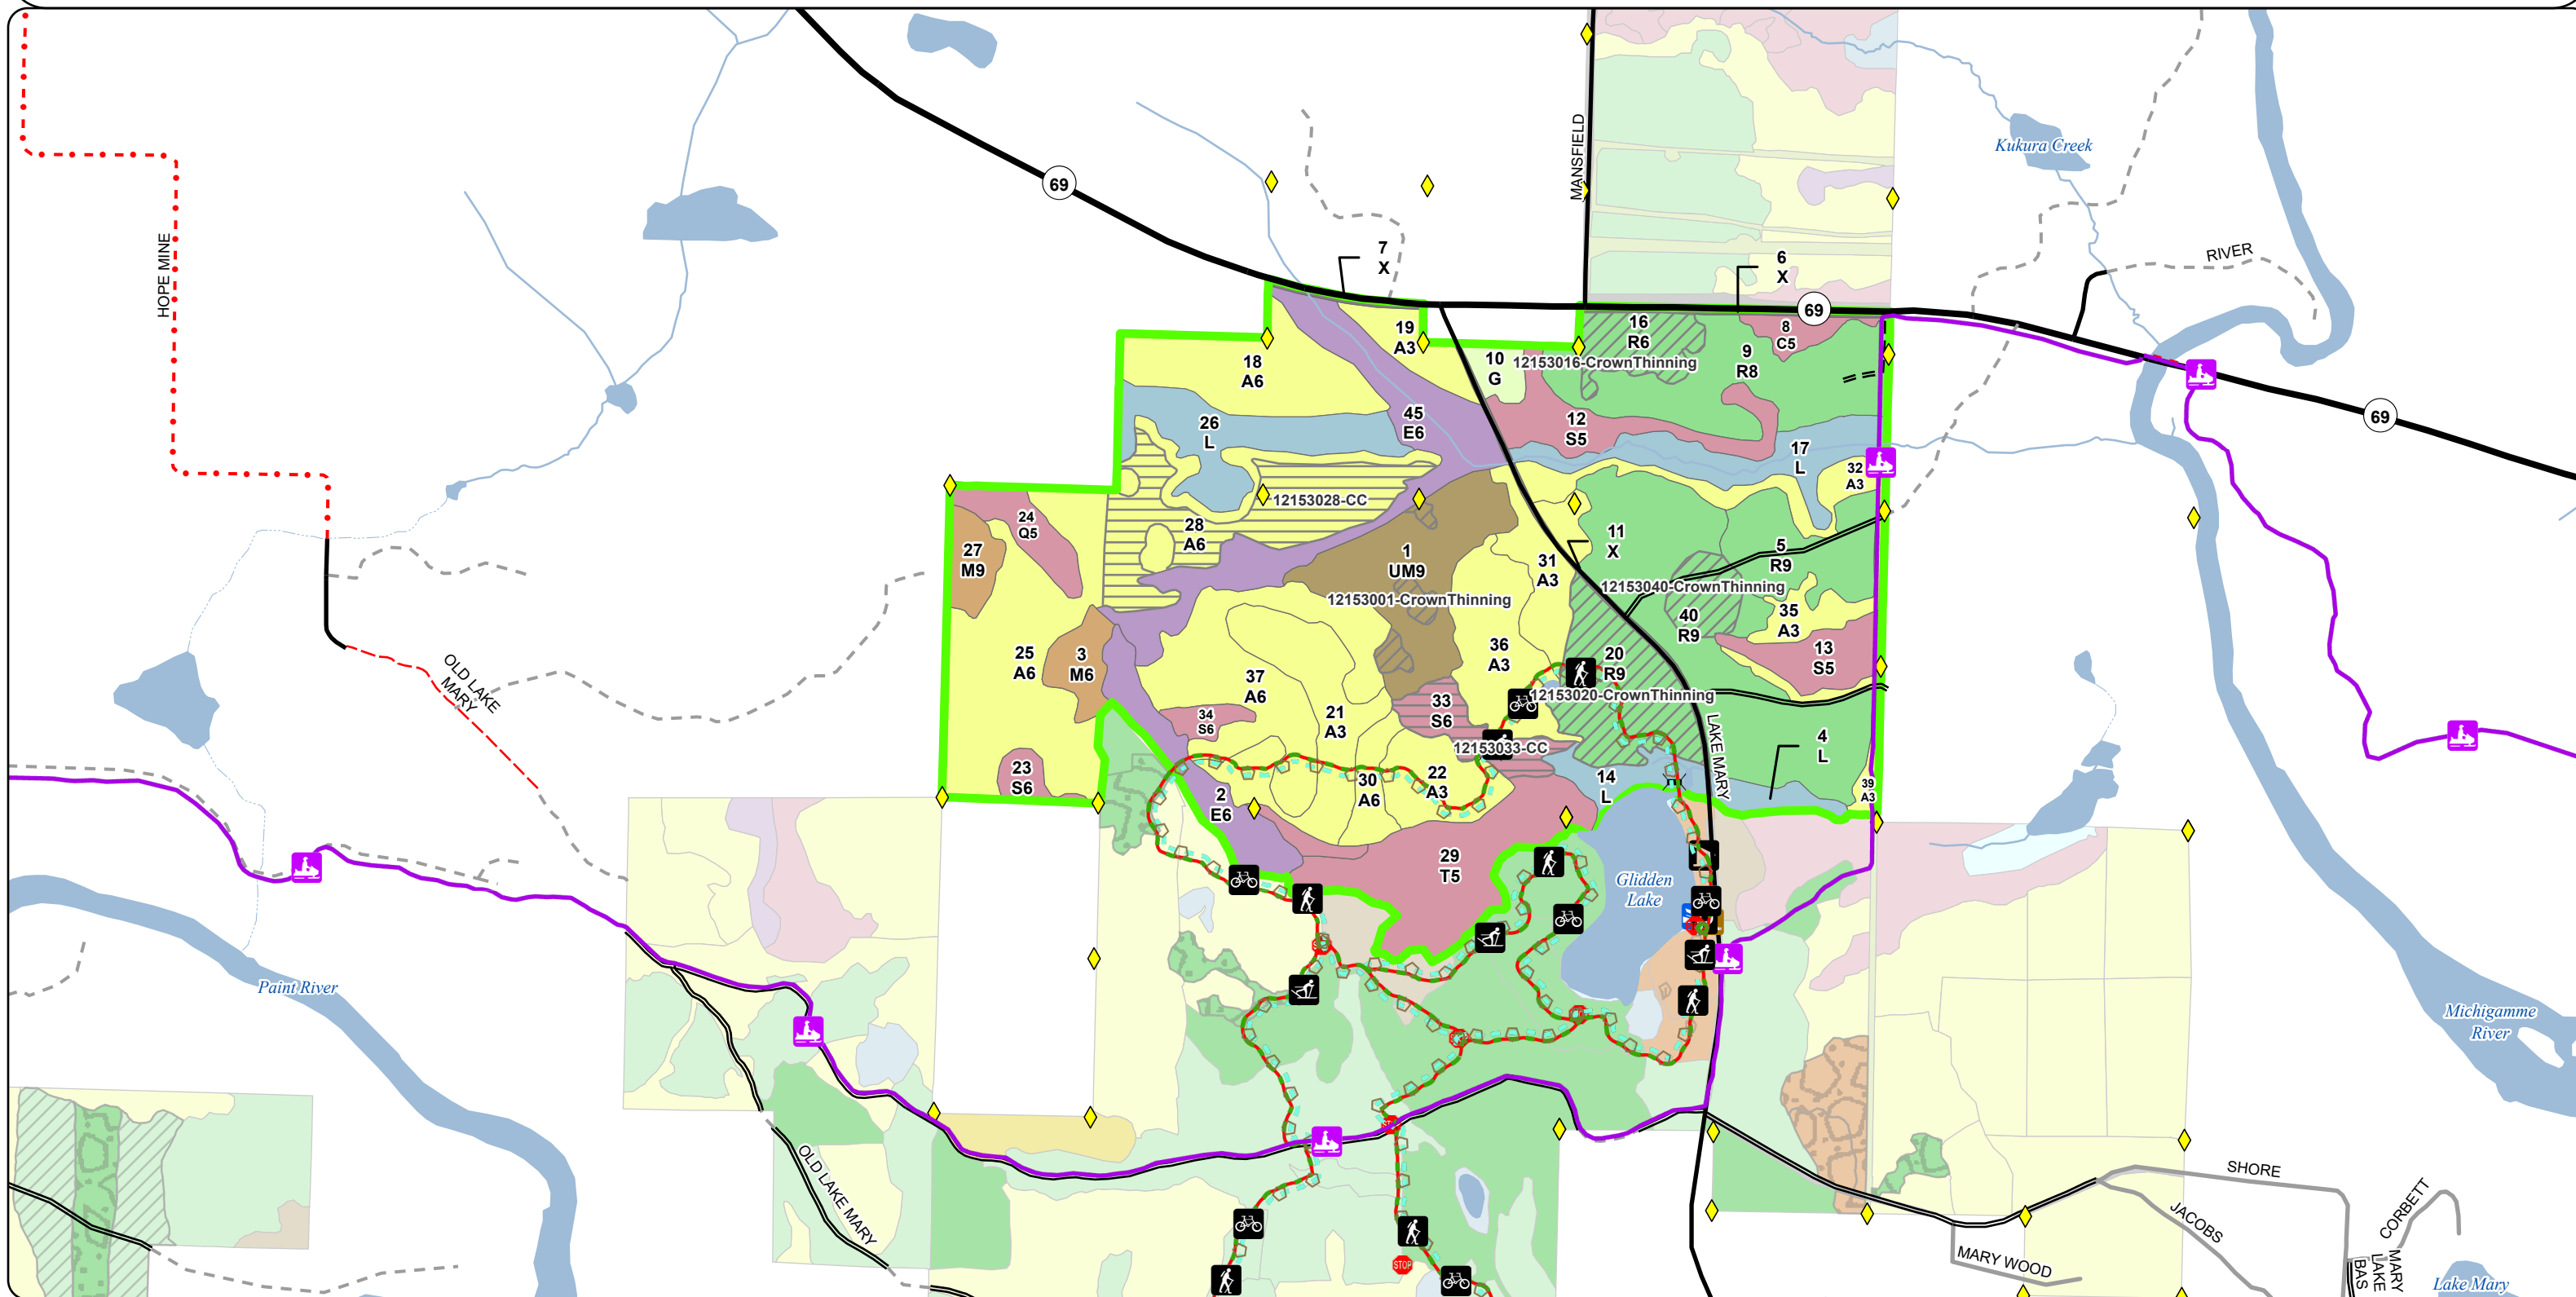 MANSFIELD
Kukura Creek
69
HOPE MINE
7
X
6
X
RIVER
69
19
A3
16
R6
8
C5
18
A6
10
G
12153016-CrownThinning
9
R8
69
26
L
45
E6
12
S5
17
L
32
A3
24
Q5
12153028-CC
28
A6
27
M9
1
UM9
31
A3
11
X
5
R9
12153001-CrownThinning
12153040-CrownThinning
40
R9
35
A3
25
A6
3
M6
36
A3
20
R9
13
S5
OLD LAKE
MARY
37
A6
12153020-CrownThinning
34
S6
21
A3
33
S6
LAKE MARY
12153033-CC
4
L
23
S6
2
E6
30
A6
22
A3
14
L
39
A3
29
T5
Glidden
Lake
Paint River
Michigamme
River
OLD LAKE MARY
SHORE
CORBETT
JACOBS
MARY WOOD
STOP
BAS
LAKE
MARY
Lake Mary